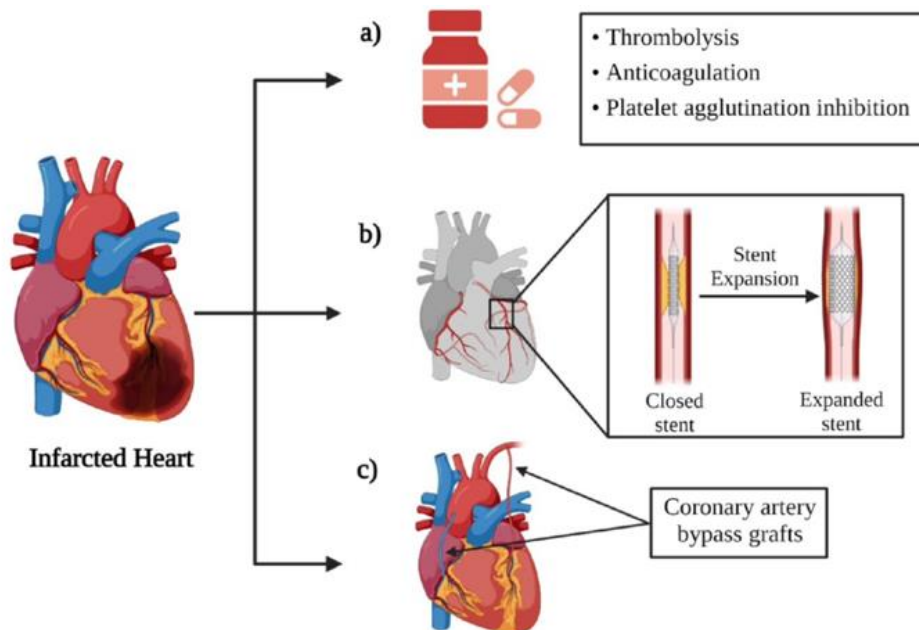 a)
• Thrombolysis
• Anticoagulation
• Platelet agglutination inhibition
b)
Stent
Expansion
Closed
stent
Expanded
stent
Infarcted Heart
c)
Coronary artery
bypass grafts